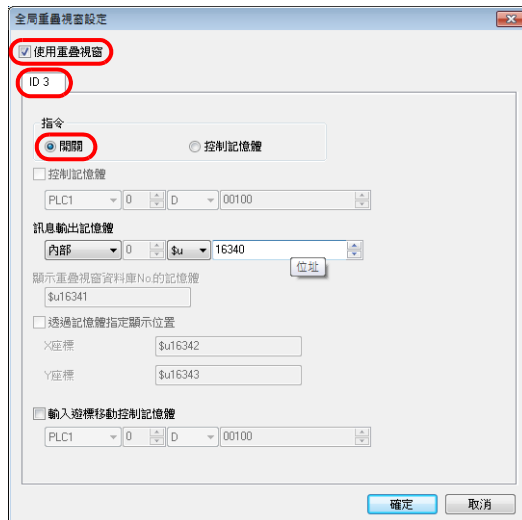 全局重疊視窗設定
使用重疊視窗
ID 3
指令
開關 控制記憶體
控制記憶體
PLC1 0 D 00100
訊息輸出記憶體
內部 0 $u 16340
位址
顯示重疊視窗資料庫No.的記憶體
$u16341
透過記憶體指定顯示位置
X座標 $u16342
Y座標 $u16343
輸入遊標移動控制記憶體
PLC1 0 D 00100
確定 取消